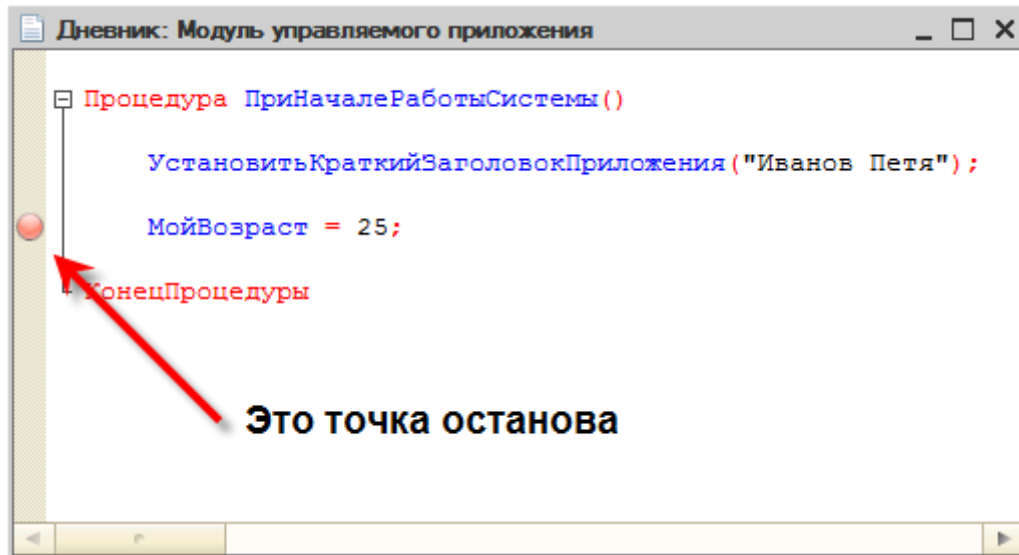 Дневник: Модуль управляемого приложения
Процедура ПриНачалеРаботыСистемы()
УстановитьКраткийЗаголовокПриложения("Иванов Петя");
МойВозраст = 25;
КонецПроцедуры
Это точка останова